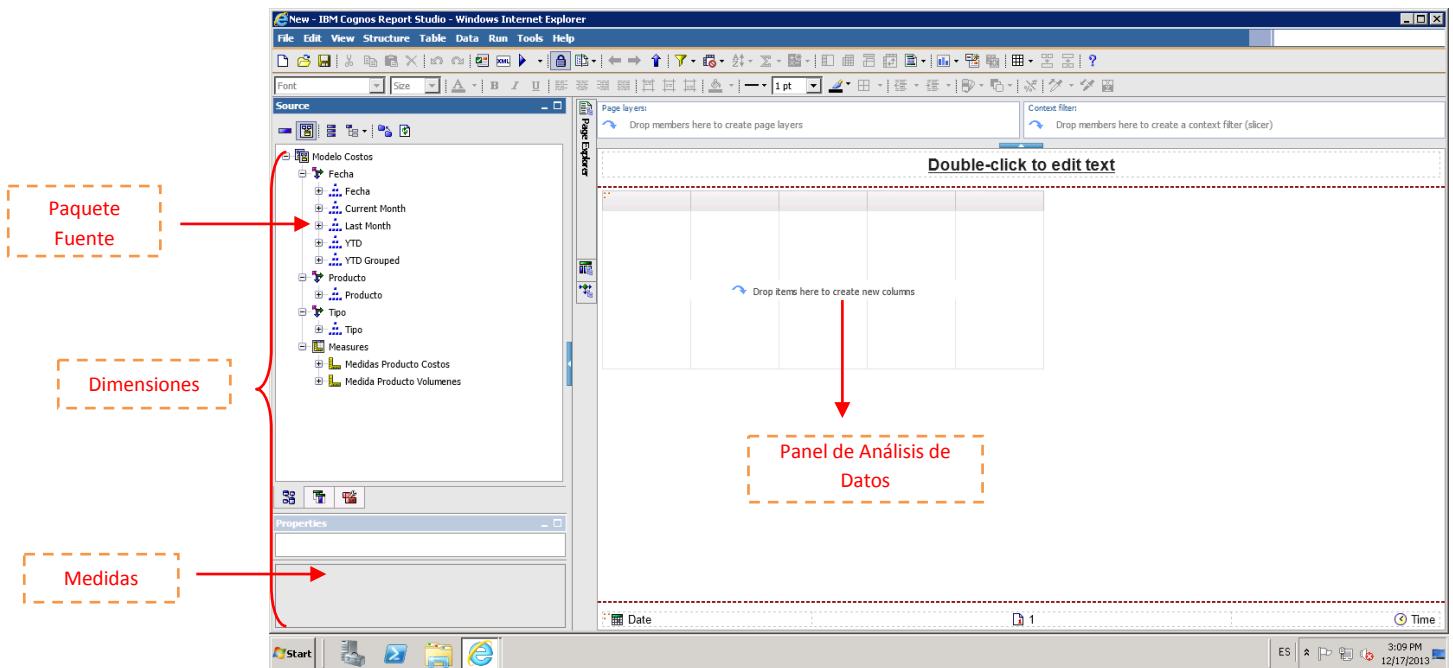 New - IBM Cognos Report Studio - Windows Internet Explorer
File Edit View Structure Table Data Run Tools Help
Font Size 1 pt
Source
Page Explorer
Page layers:
Drop members here to create page layers
Context filter:
Drop members here to create a context filter (slicer)
Double-click to edit text
Modelo Costos
Fecha
Fecha
Current Month
Last Month
YTD
YTD Grouped
Producto
Producto
Tipo
Tipo
Measures
Medidas Producto Costos
Medida Producto Volumenes
Drop items here to create new columns
Paquete
Fuente
Dimensiones
Panel de Análisis de
Datos
Properties
Medidas
Date
1
Time
Start
ES
3:09 PM
12/17/2013